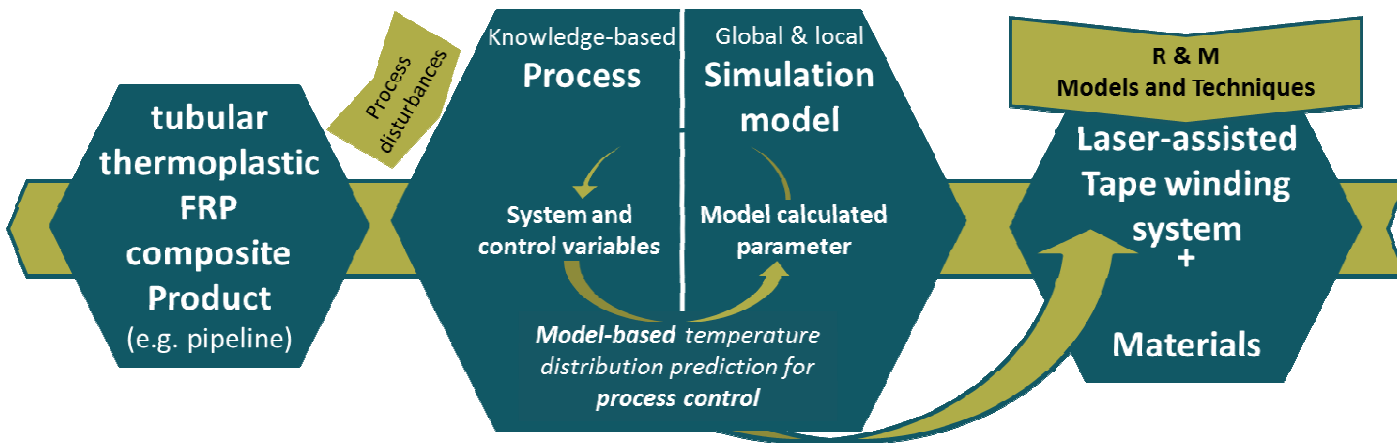 tubular
thermoplastic
FRP
composite
Product
(e.g. pipeline)
Process
disturbances
Knowledge-based
Process
System and
control variables
Global & local
Simulation
model
Model calculated
parameter
Model-based temperature
distribution prediction for
process control
R & M
Models and Techniques
Laser-assisted
Tape winding
system
+
Materials